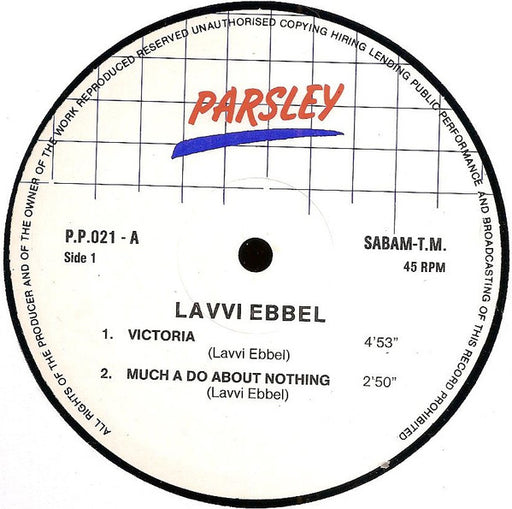 ALL RIGHTS OF THE PRODUCER AND OF THE OWNER OF THE WORK REPRODUCED RESERVED UNAUTHORISED COPYING HIRING LENDING PUBLIC PERFORMANCE AND BROADCASTING OF THIS RECORD PROHIBITED
PARSLEY
P.P.021 - A SABAM-T.M.
Side 1 45 RPM
LAVVI EBBEL
1. VICTORIA 4'53"
(Lavvi Ebbel)
2. MUCH A DO ABOUT NOTHING 2'50"
(Lavvi Ebbel)